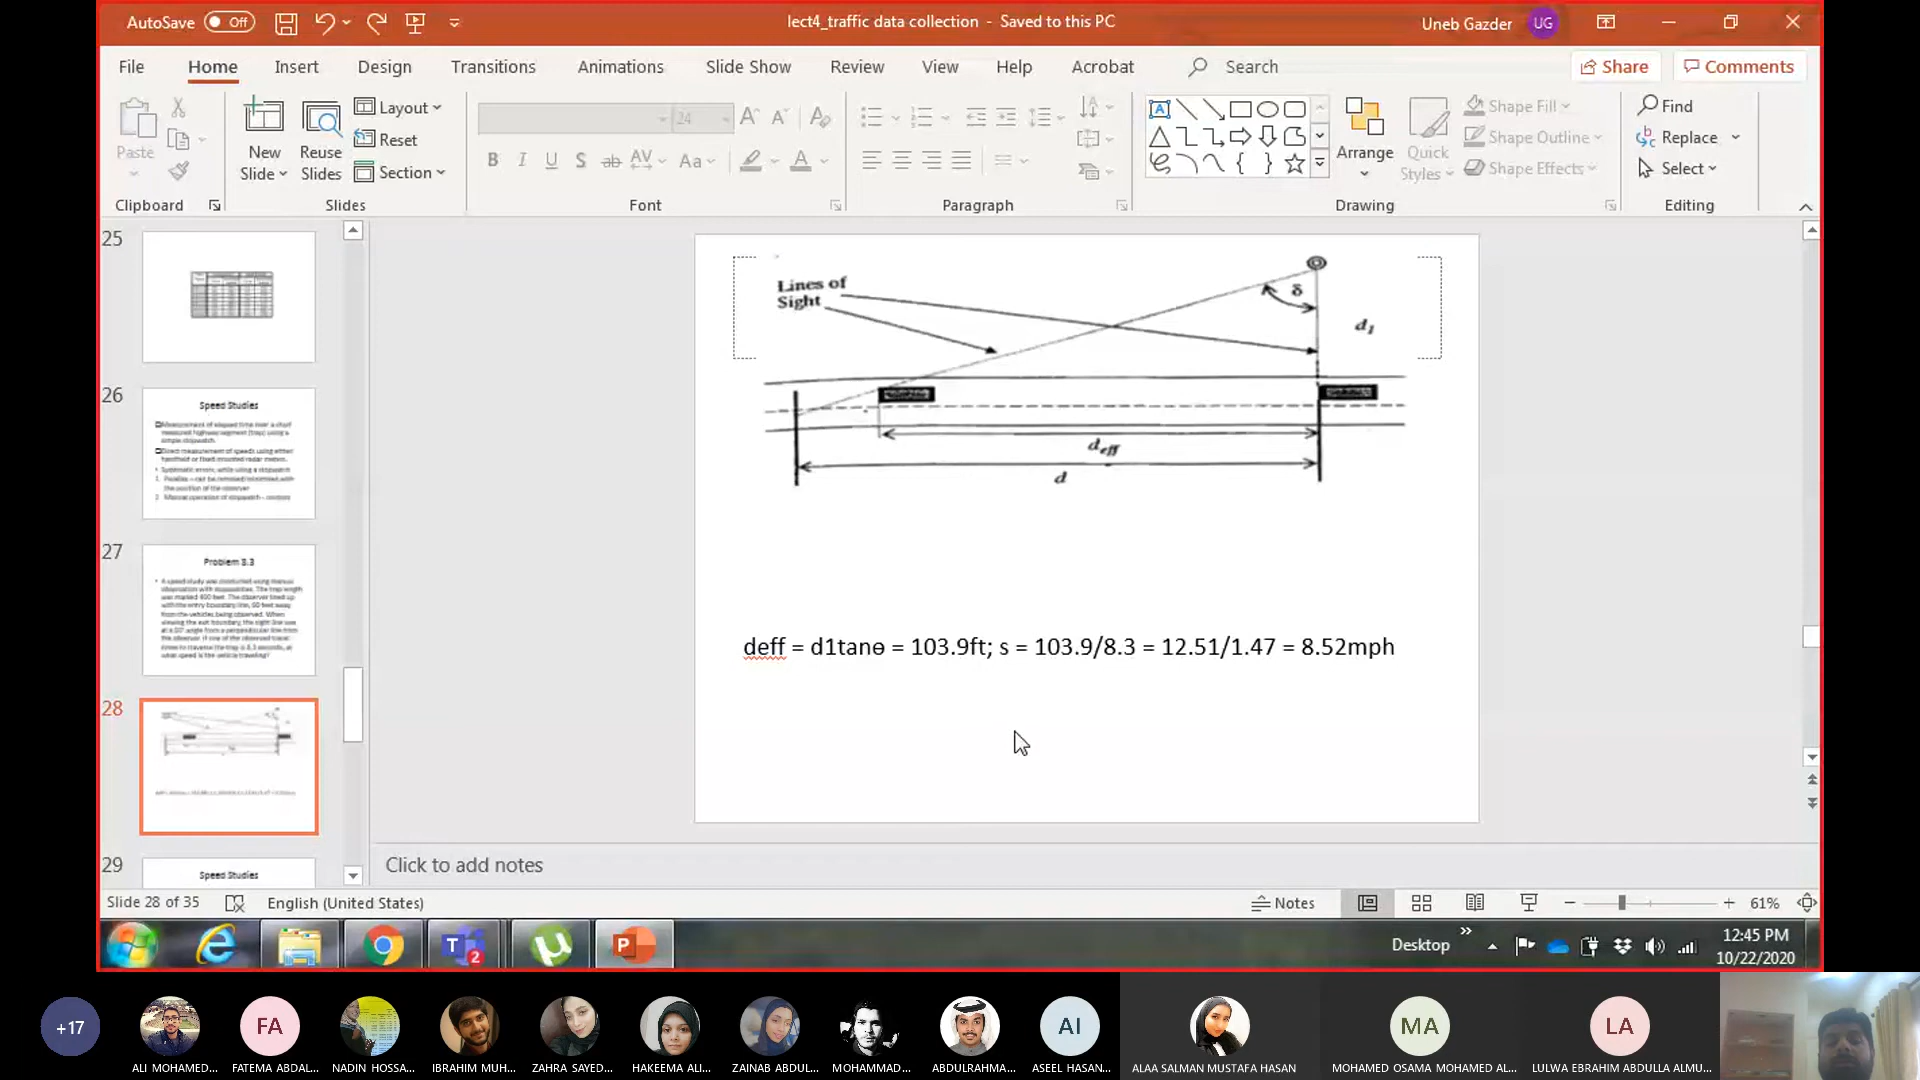 AutoSave Off
lect4_traffic data collection - Saved to this PC
Uneb Gazder UG
File Home Insert Design Transitions Animations Slide Show Review View Help Acrobat Search
Share Comments
Paste
New Slide
Reuse Slides
Layout
Reset
Section
24
B I U S ab AV Aa A
Arrange
Quick Styles
Shape Fill
Shape Outline
Shape Effects
Find
Replace
Select
Clipboard Slides Font Paragraph Drawing Editing
25
26
Speed Studies
27
Problem 8.3
28
29
Speed Studies
Lines of
Sight
δ
d1
deff
d
deff = d1tanɵ = 103.9ft; s = 103.9/8.3 = 12.51/1.47 = 8.52mph
Click to add notes
Slide 28 of 35 English (United States) Notes 61%
2
Desktop
12:45 PM
10/22/2020
+17
FA
AI
MA
LA
ALI MOHAMED... FATEMA ABDAL... NADIN HOSSA... IBRAHIM MUH... ZAHRA SAYED... HAKEEMA ALI... ZAINAB ABDUL... MOHAMMAD... ABDULRAHMA... ASEEL HASAN... ALAA SALMAN MUSTAFA HASAN MOHAMED OSAMA MOHAMED AL... LULWA EBRAHIM ABDULLA ALMU...